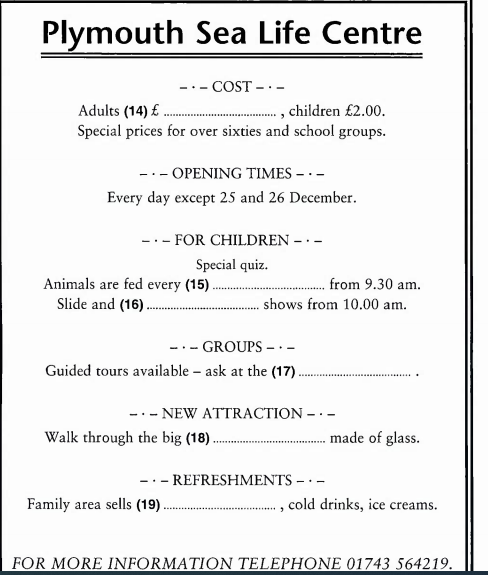 Plymouth Sea Life Centre
– · – COST – · –
Adults (14) £ ..................................... , children £2.00.
Special prices for over sixties and school groups.
– · – OPENING TIMES – · –
Every day except 25 and 26 December.
– · – FOR CHILDREN – · –
Special quiz.
Animals are fed every (15) ..................................... from 9.30 am.
Slide and (16) ..................................... shows from 10.00 am.
– · – GROUPS – · –
Guided tours available – ask at the (17) ..................................... .
– · – NEW ATTRACTION – · –
Walk through the big (18) ..................................... made of glass.
– · – REFRESHMENTS – · –
Family area sells (19) ..................................... , cold drinks, ice creams.
FOR MORE INFORMATION TELEPHONE 01743 564219.